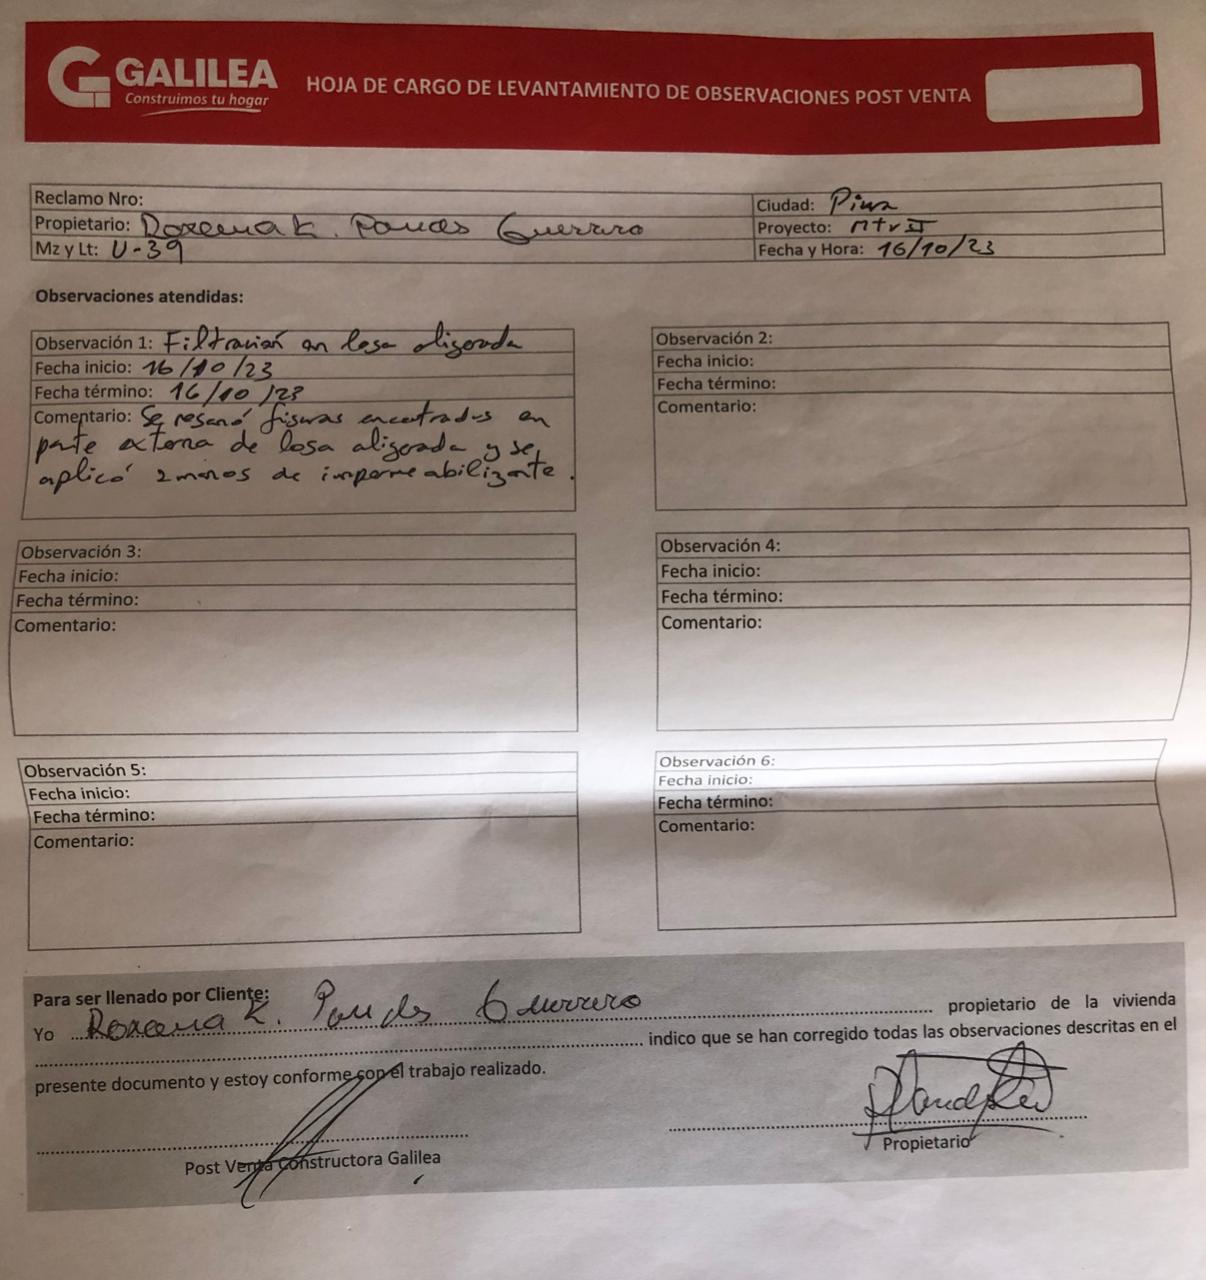 GALILEA
Construimos tu hogar
HOJA DE CARGO DE LEVANTAMIENTO DE OBSERVACIONES POST VENTA
Reclamo Nro:
Propietario: K. Guerrero
Mz y Lt: U-39
Ciudad: Piura
Proyecto: MTV II
Fecha y Hora: 16/10/23
Observaciones atendidas:
Observación 1: Filtración en losa aligerada
Fecha inicio: 16/10/23
Fecha término: 16/10/23
Comentario: Se resanó fisuras encontradas en
parte externa de losa aligerada y se
aplicó 2 manos de impermeabilizante.
Observación 2:
Fecha inicio:
Fecha término:
Comentario:
Observación 3:
Fecha inicio:
Fecha término:
Comentario:
Observación 4:
Fecha inicio:
Fecha término:
Comentario:
Observación 5:
Fecha inicio:
Fecha término:
Comentario:
Observación 6:
Fecha inicio:
Fecha término:
Comentario:
Para ser llenado por Cliente:
Yo K. Guerrero propietario de la vivienda
indico que se han corregido todas las observaciones descritas en el
presente documento y estoy conforme con el trabajo realizado.
Post Venta Constructora Galilea
Propietario